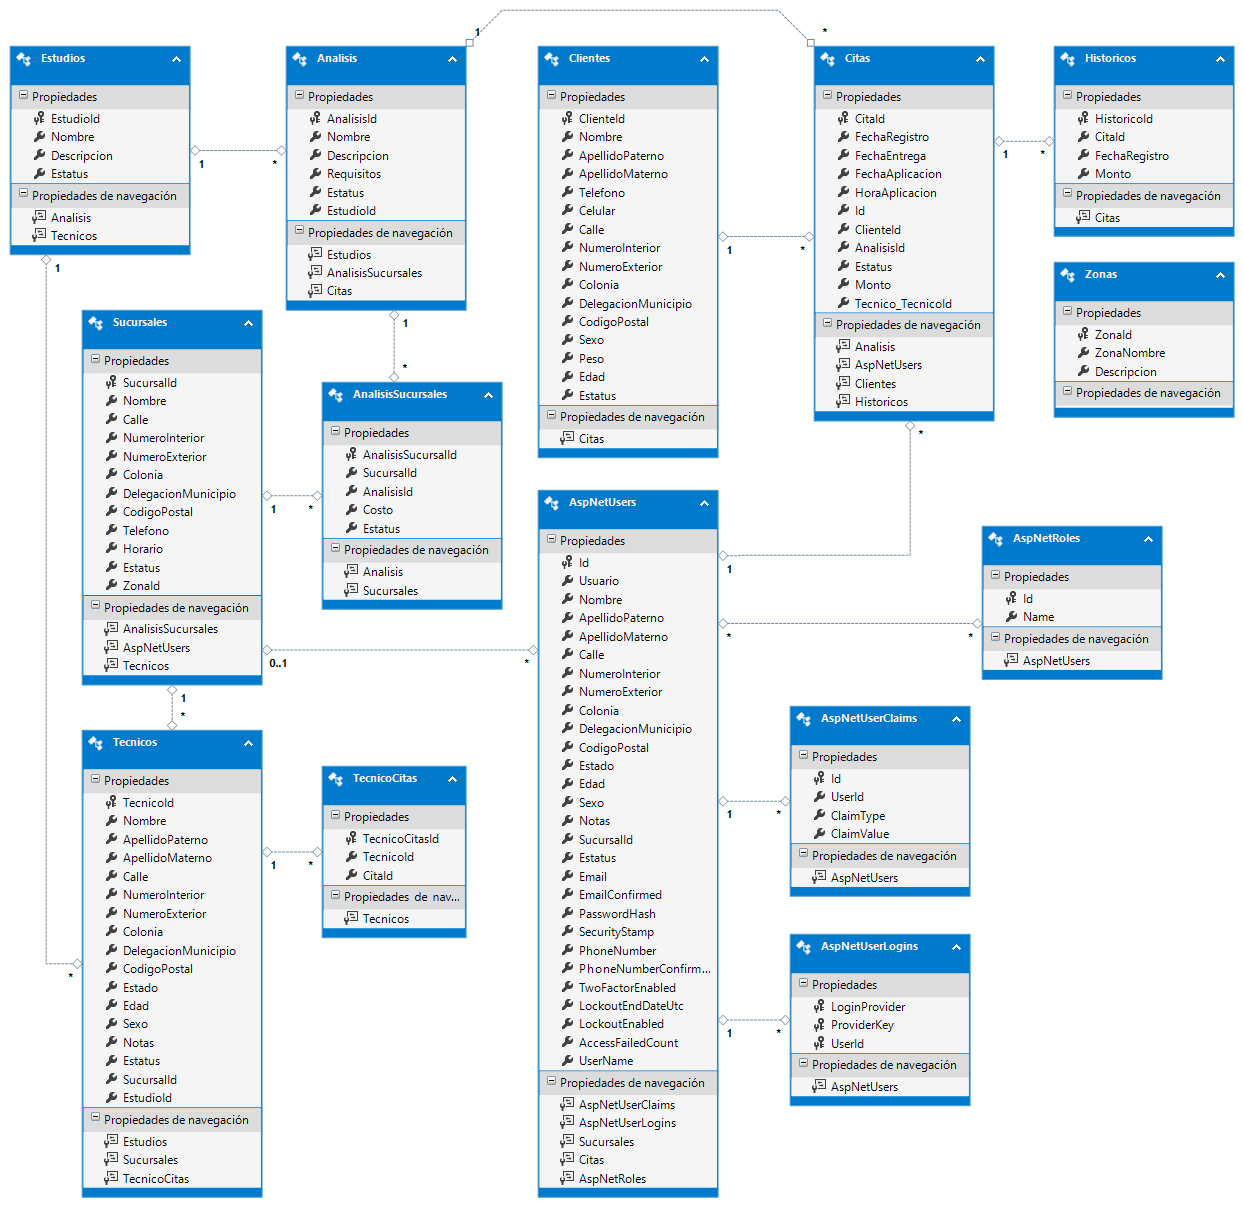 Estudios
Propiedades
EstudioId
Nombre
Descripcion
Estatus
Propiedades de navegación
Analisis
Tecnicos
1
*
1
*
Analisis
Propiedades
AnalisisId
Nombre
Descripcion
Requisitos
Estatus
EstudioId
Propiedades de navegación
Estudios
AnalisisSucursales
Citas
1
*
1
*
Clientes
Propiedades
ClienteId
Nombre
ApellidoPaterno
ApellidoMaterno
Telefono
Celular
Calle
NumeroInterior
NumeroExterior
Colonia
DelegacionMunicipio
CodigoPostal
Sexo
Peso
Edad
Estatus
Propiedades de navegación
Citas
1
*
Citas
Propiedades
CitaId
FechaRegistro
FechaEntrega
FechaAplicacion
HoraAplicacion
Id
ClienteId
AnalisisId
Estatus
Monto
Tecnico_TecnicoId
Propiedades de navegación
Analisis
AspNetUsers
Clientes
Historicos
1
*
*
1
Historicos
Propiedades
HistoricoId
CitaId
FechaRegistro
Monto
Propiedades de navegación
Citas
Zonas
Propiedades
ZonaId
ZonaNombre
Descripcion
Propiedades de navegación
Sucursales
Propiedades
SucursalId
Nombre
Calle
NumeroInterior
NumeroExterior
Colonia
DelegacionMunicipio
CodigoPostal
Telefono
Horario
Estatus
ZonaId
Propiedades de navegación
AnalisisSucursales
AspNetUsers
Tecnicos
1
*
0..1
*
1
*
AnalisisSucursales
Propiedades
AnalisisSucursalId
SucursalId
AnalisisId
Costo
Estatus
Propiedades de navegación
Analisis
Sucursales
AspNetUsers
Propiedades
Id
Usuario
Nombre
ApellidoPaterno
ApellidoMaterno
Calle
NumeroInterior
NumeroExterior
Colonia
DelegacionMunicipio
CodigoPostal
Estado
Edad
Sexo
Notas
SucursalId
Estatus
Email
EmailConfirmed
PasswordHash
SecurityStamp
PhoneNumber
PhoneNumberConfirm...
TwoFactorEnabled
LockoutEndDateUtc
LockoutEnabled
AccessFailedCount
UserName
Propiedades de navegación
AspNetUserClaims
AspNetUserLogins
Sucursales
Citas
AspNetRoles
*
*
1
*
1
*
AspNetRoles
Propiedades
Id
Name
Propiedades de navegación
AspNetUsers
AspNetUserClaims
Propiedades
Id
UserId
ClaimType
ClaimValue
Propiedades de navegación
AspNetUsers
AspNetUserLogins
Propiedades
LoginProvider
ProviderKey
UserId
Propiedades de navegación
AspNetUsers
Tecnicos
Propiedades
TecnicoId
Nombre
ApellidoPaterno
ApellidoMaterno
Calle
NumeroInterior
NumeroExterior
Colonia
DelegacionMunicipio
CodigoPostal
Estado
Edad
Sexo
Notas
Estatus
SucursalId
EstudioId
Propiedades de navegación
Estudios
Sucursales
TecnicoCitas
1
*
TecnicoCitas
Propiedades
TecnicoCitasId
TecnicoId
CitaId
Propiedades de nav...
Tecnicos